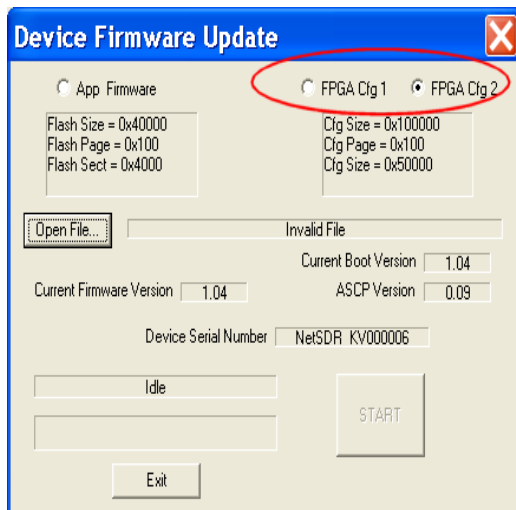 Device Firmware Update
App Firmware
FPGA Cfg 1
FPGA Cfg 2
Flash Size = 0x40000
Flash Page = 0x100
Flash Sect = 0x4000
Cfg Size = 0x100000
Cfg Page = 0x100
Cfg Size = 0x50000
Open File...
Invalid File
Current Boot Version 1.04
Current Firmware Version 1.04
ASCP Version 0.09
Device Serial Number NetSDR KV000006
Idle
START
Exit